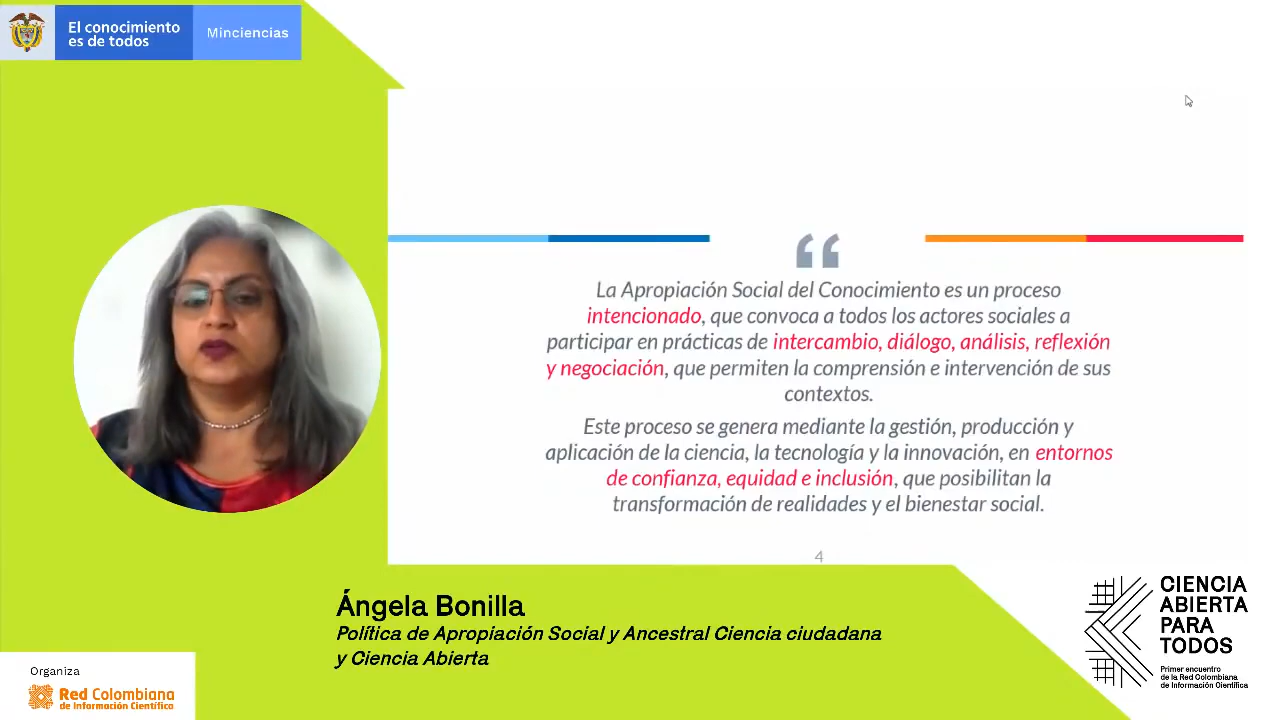 El conocimiento
es de todos
Minciencias
“
La Apropiación Social del Conocimiento es un proceso
intencionado, que convoca a todos los actores sociales a
participar en prácticas de intercambio, diálogo, análisis, reflexión
y negociación, que permiten la comprensión e intervención de sus
contextos.
Este proceso se genera mediante la gestión, producción y
aplicación de la ciencia, la tecnología y la innovación, en entornos
de confianza, equidad e inclusión, que posibilitan la
transformación de realidades y el bienestar social.
4
Ángela Bonilla
Política de Apropiación Social y Ancestral Ciencia ciudadana
y Ciencia Abierta
Organiza
Red Colombiana
de Información Científica
CIENCIA
ABIERTA
PARA
TODOS
Primer encuentro
de la Red Colombiana
de Información Científica